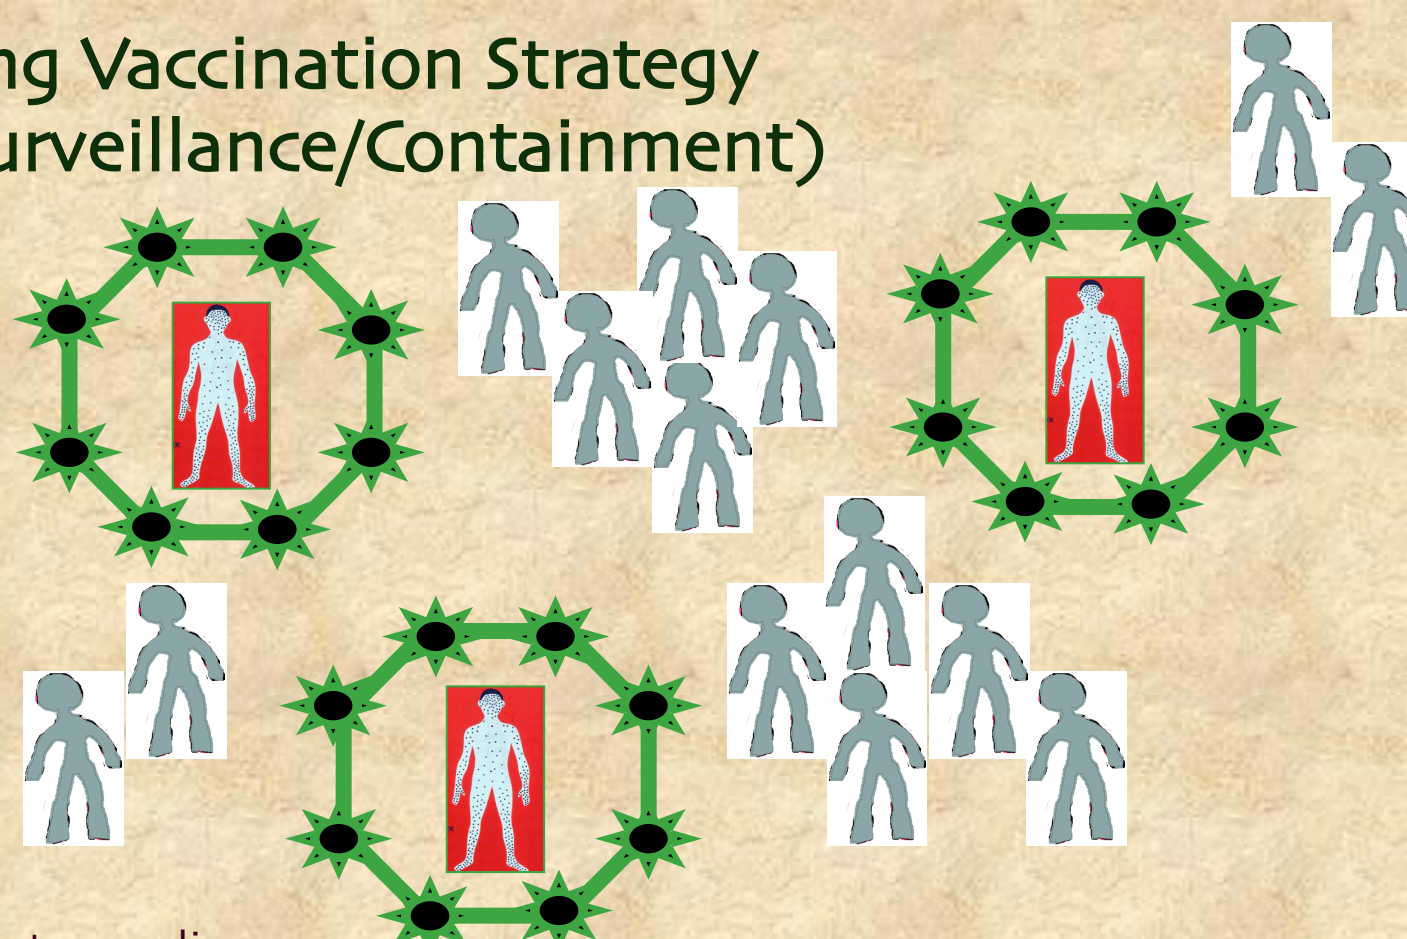 ng Vaccination Strategy
urveillance/Containment)
x
x
x